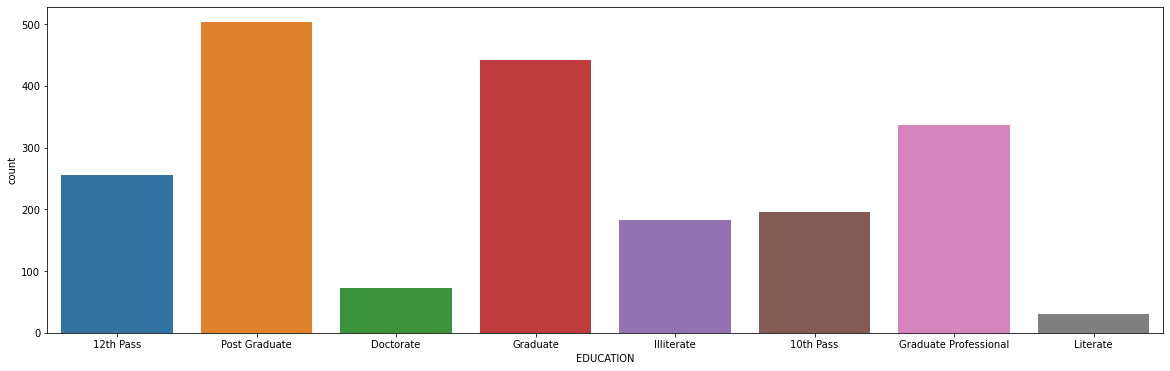 500
400
300
200
100
0
count
12th Pass Post Graduate Doctorate Graduate Illiterate 10th Pass Graduate Professional Literate
EDUCATION